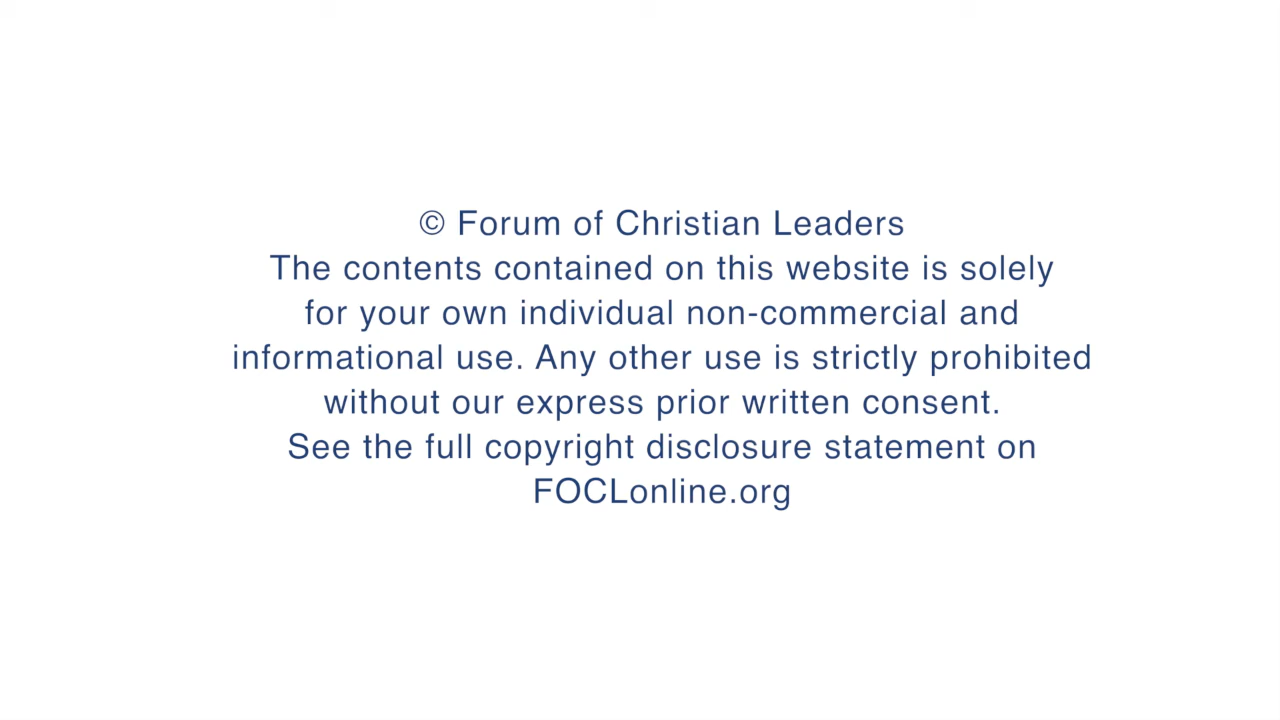 © Forum of Christian Leaders
The contents contained on this website is solely
for your own individual non-commercial and
informational use. Any other use is strictly prohibited
without our express prior written consent.
See the full copyright disclosure statement on
FOCLonline.org